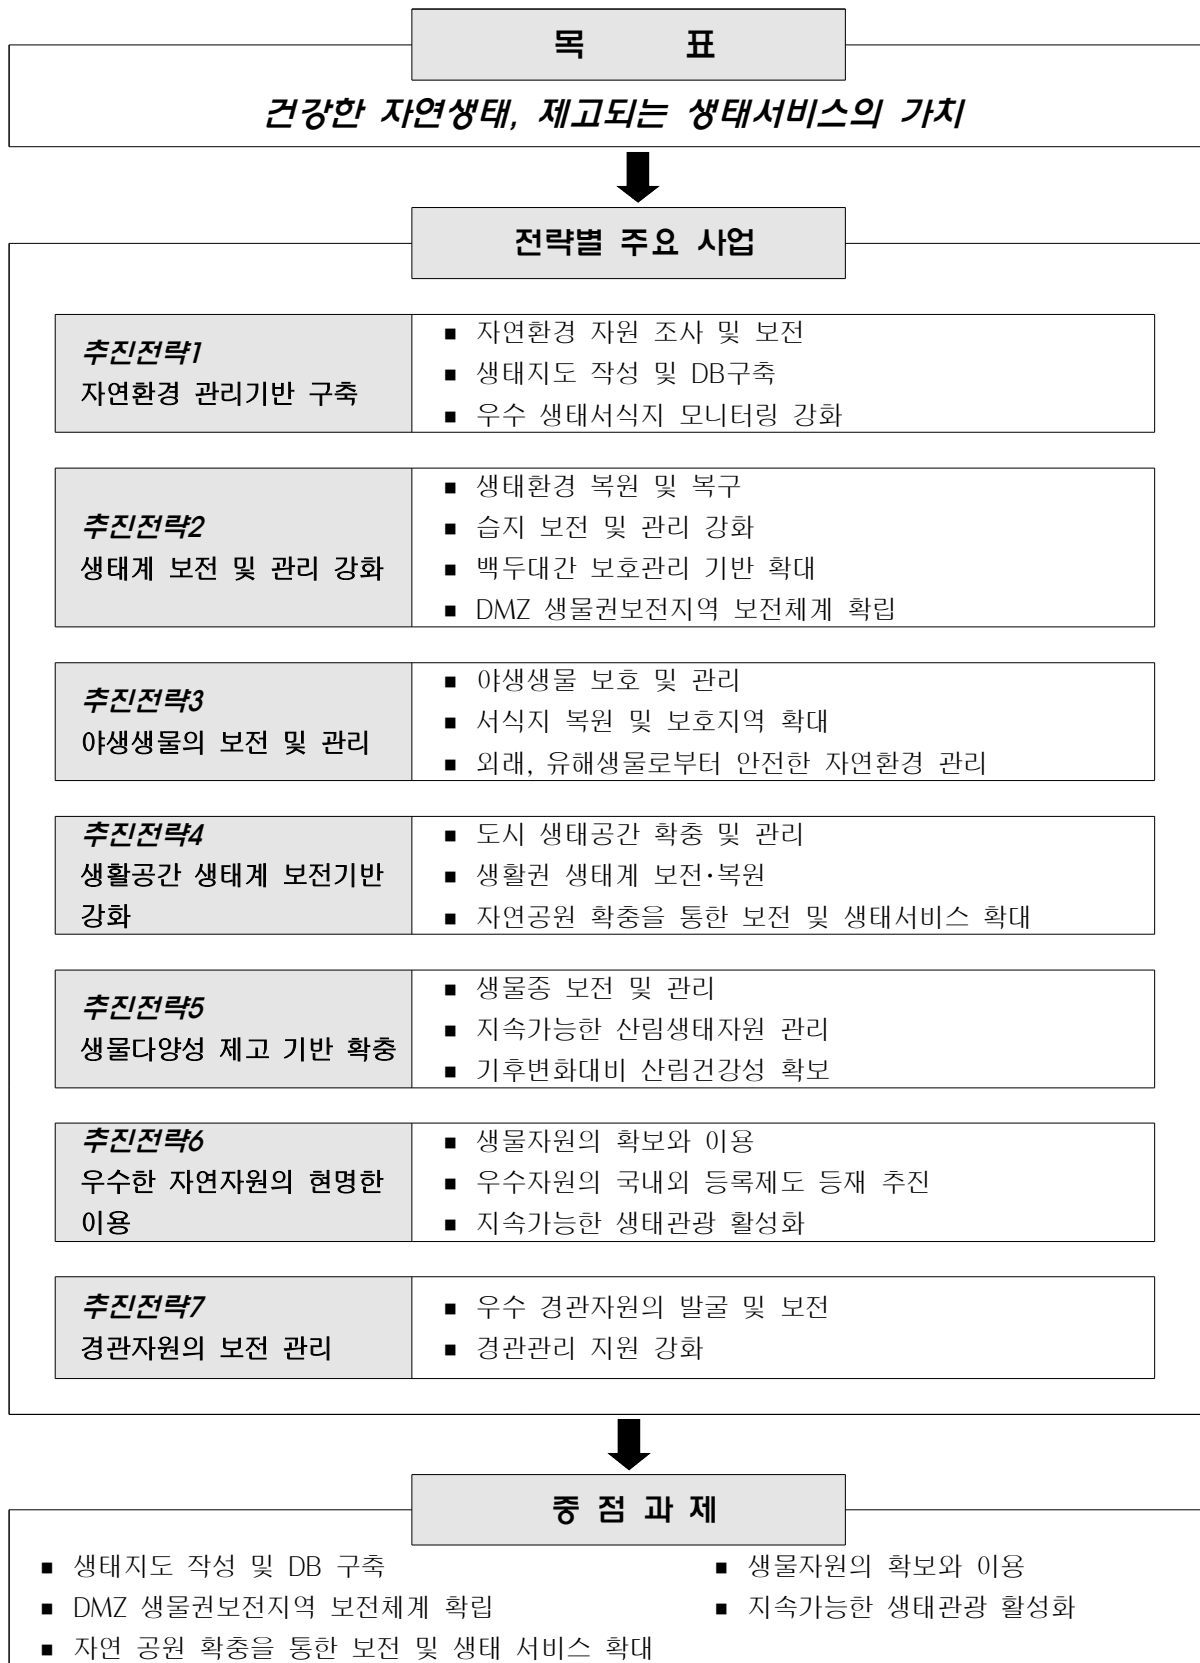 목 표
건강한 자연생태, 제고되는 생태서비스의 가치
전략별 주요 사업
추진전략1
자연환경 관리기반 구축
■ 자연환경 자원 조사 및 보전
■ 생태지도 작성 및 DB구축
■ 우수 생태서식지 모니터링 강화
추진전략2
생태계 보전 및 관리 강화
■ 생태환경 복원 및 복구
■ 습지 보전 및 관리 강화
■ 백두대간 보호관리 기반 확대
■ DMZ 생물권보전지역 보전체계 확립
추진전략3
야생생물의 보전 및 관리
■ 야생생물 보호 및 관리
■ 서식지 복원 및 보호지역 확대
■ 외래, 유해생물로부터 안전한 자연환경 관리
추진전략4
생활공간 생태계 보전기반
강화
■ 도시 생태공간 확충 및 관리
■ 생활권 생태계 보전·복원
■ 자연공원 확충을 통한 보전 및 생태서비스 확대
추진전략5
생물다양성 제고 기반 확충
■ 생물종 보전 및 관리
■ 지속가능한 산림생태자원 관리
■ 기후변화대비 산림건강성 확보
추진전략6
우수한 자연자원의 현명한
이용
■ 생물자원의 확보와 이용
■ 우수자원의 국내외 등록제도 등재 추진
■ 지속가능한 생태관광 활성화
추진전략7
경관자원의 보전 관리
■ 우수 경관자원의 발굴 및 보전
■ 경관관리 지원 강화
중 점 과 제
■ 생태지도 작성 및 DB 구축
■ DMZ 생물권보전지역 보전체계 확립
■ 자연 공원 확충을 통한 보전 및 생태 서비스 확대
■ 생물자원의 확보와 이용
■ 지속가능한 생태관광 활성화